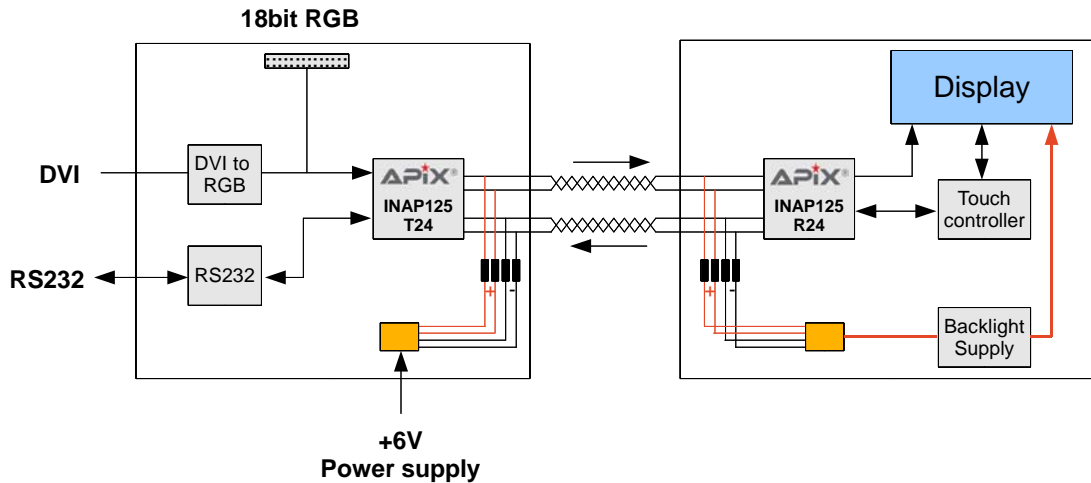 18bit RGB
DVI
DVI to
RGB
APIX®
INAP125
T24
RS232
RS232
+
-
+6V
Power supply
APIX®
INAP125
R24
Display
Touch
controller
+
-
Backlight
Supply